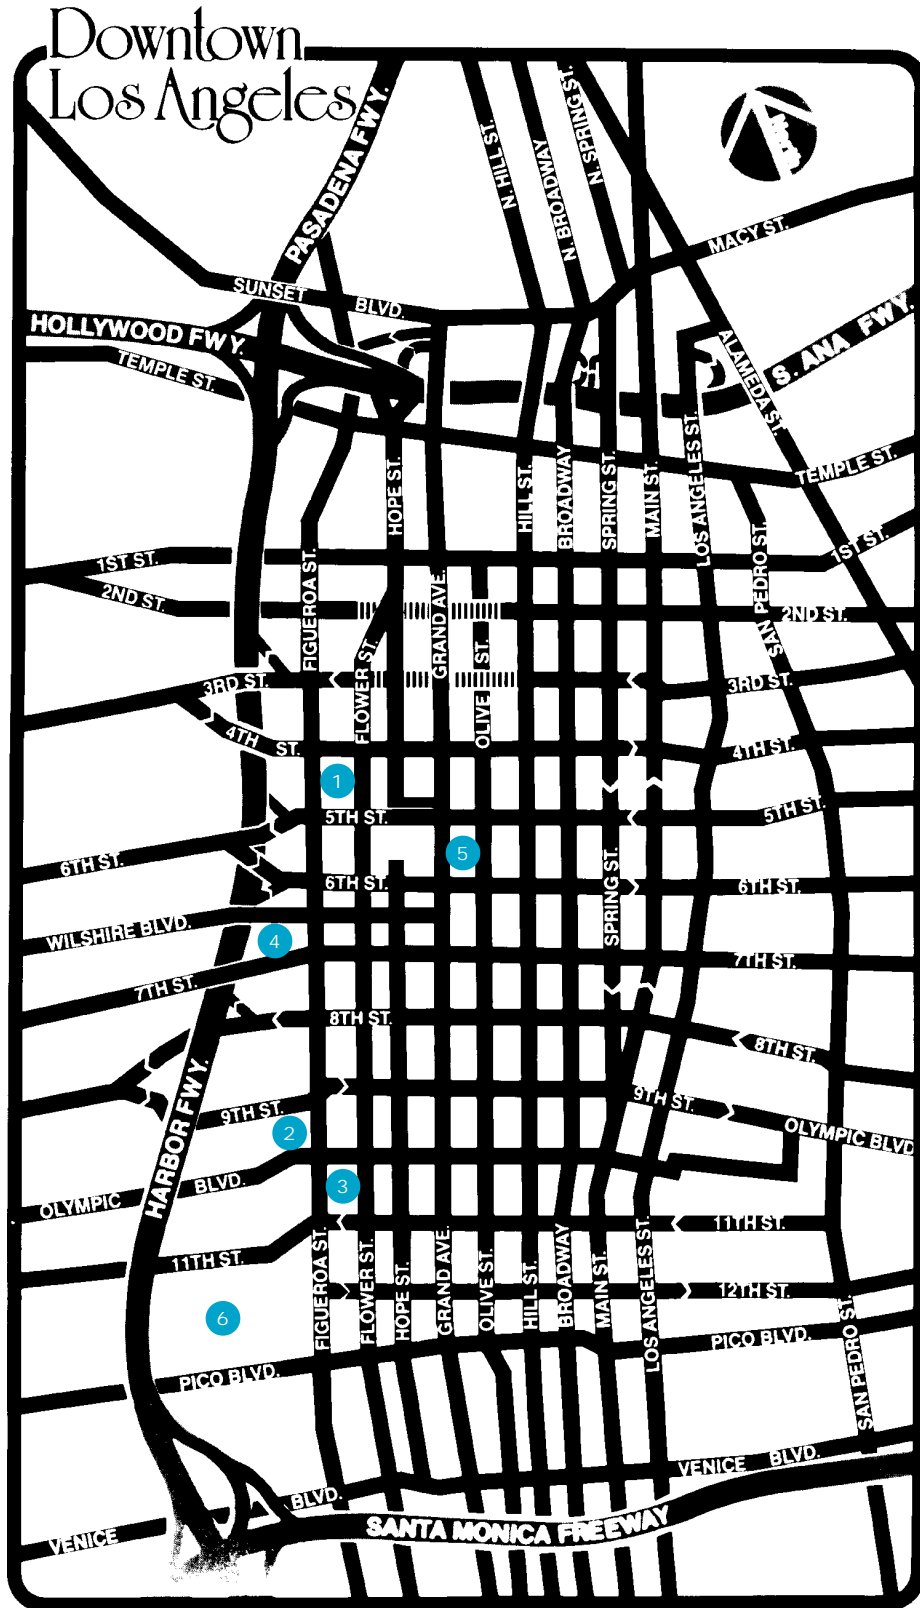 Downtown
Los Angeles
PASADENA FWY.
N. HILL ST.
N. BROADWAY
N. SPRING ST.
North
MACY ST.
SUNSET BLVD.
HOLLYWOOD FWY.
TEMPLE ST.
S. ANA FWY.
ALAMEDA ST.
TEMPLE ST.
HOPE ST.
HILL ST.
BROADWAY
SPRING ST.
MAIN ST.
LOS ANGELES ST.
SAN PEDRO ST.
1ST ST.
1ST ST.
2ND ST.
2ND ST.
FIGUEROA ST.
GRAND AVE.
FLOWER ST.
OLIVE ST.
3RD ST.
3RD ST.
4TH ST.
4TH ST.
1
5TH ST.
5TH ST.
5
6TH ST.
6TH ST.
6TH ST.
SPRING ST.
WILSHIRE BLVD.
4
7TH ST.
7TH ST.
8TH ST.
8TH ST.
HARBOR FWY.
9TH ST.
9TH ST.
2
OLYMPIC BLVD
OLYMPIC BLVD.
3
11TH ST.
11TH ST.
12TH ST.
FIGUEROA ST.
FLOWER ST.
HOPE ST.
GRAND AVE.
OLIVE ST.
HILL ST.
BROADWAY
MAIN ST.
LOS ANGELES ST.
SAN PEDRO ST.
6
PICO BLVD.
PICO BLVD.
VENICE BLVD.
VENICE BLVD.
SANTA MONICA FREEWAY